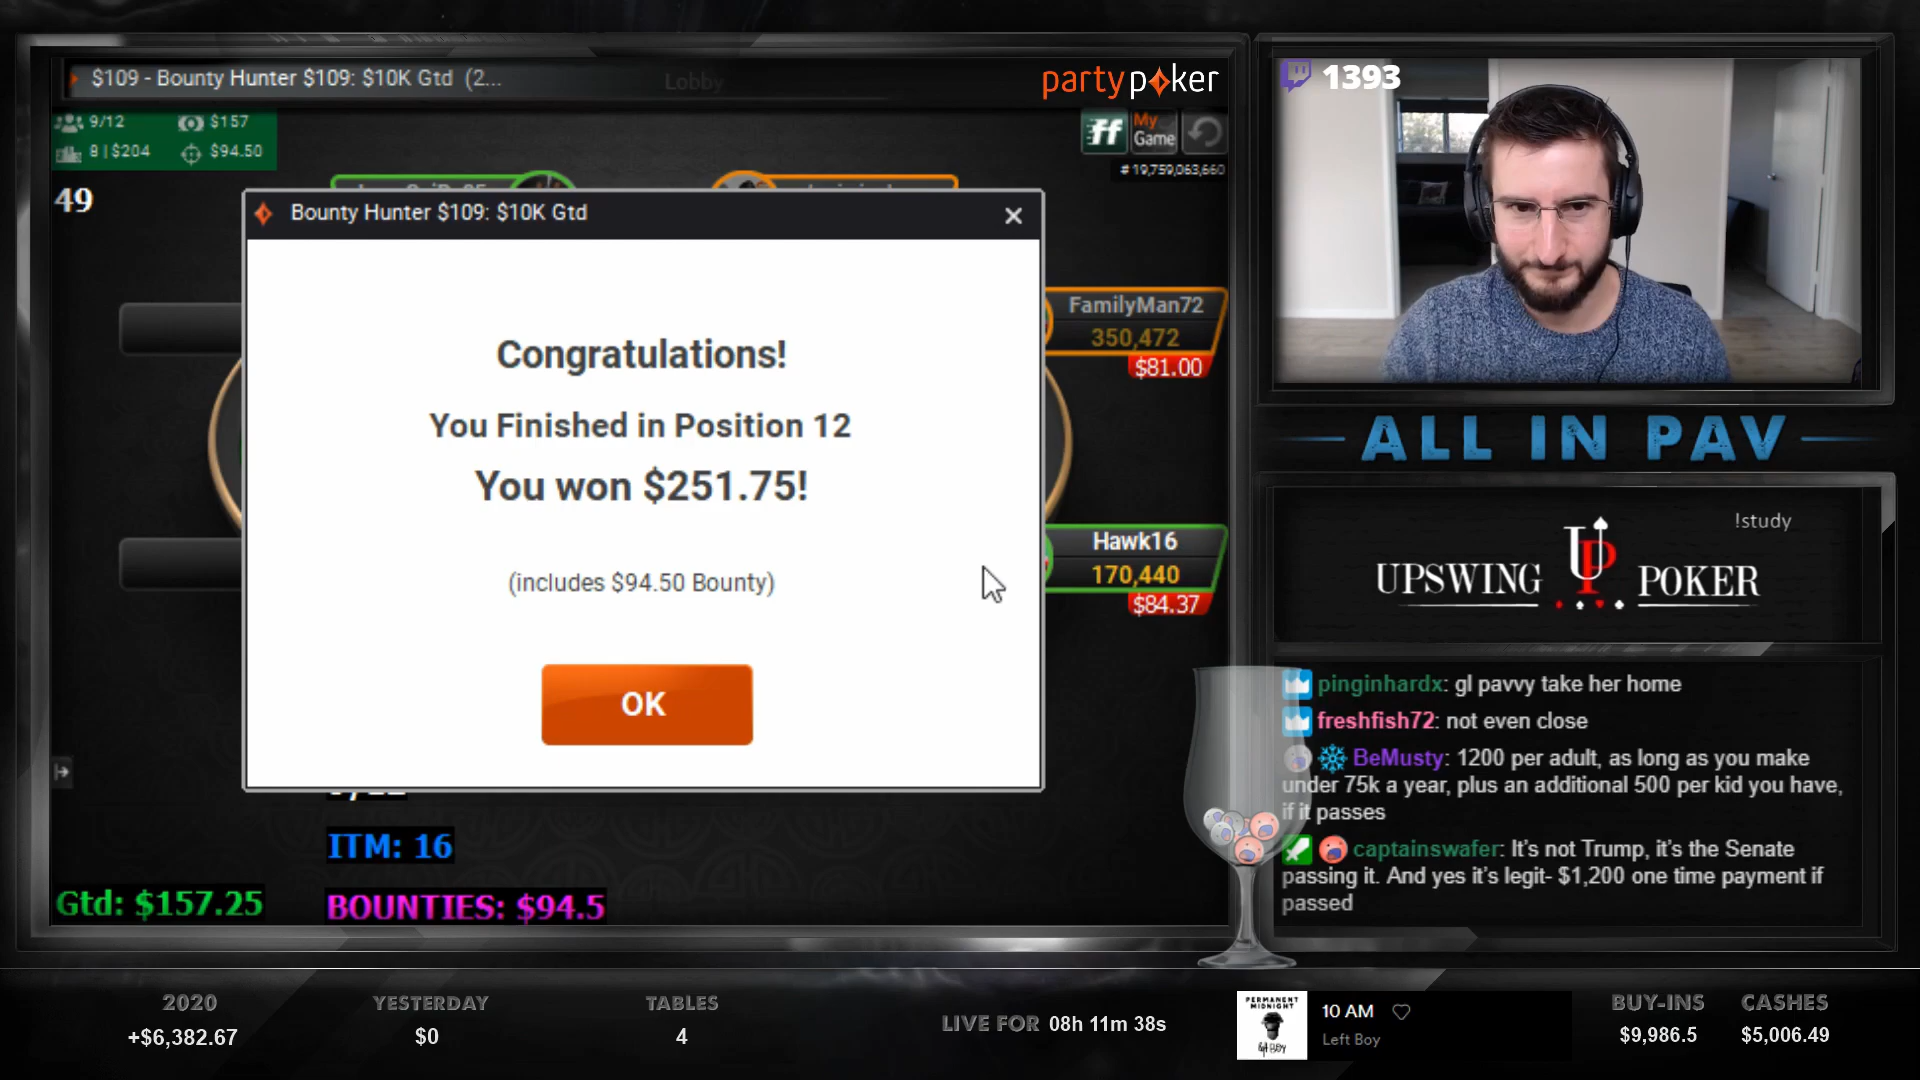 $109 - Bounty Hunter $109: $10K Gtd (2...
Lobby
partypoker
9/12
$157
8 | $204
$94.50
49
ff
My
Game
# 19,759,063,660
Bounty Hunter $109: $10K Gtd
Congratulations!
You Finished in Position 12
You won $251.75!
(includes $94.50 Bounty)
OK
FamilyMan72
350,472
$81.00
Hawk16
170,440
$84.37
ITM: 16
Gtd: $157.25
BOUNTIES: $94.5
1393
ALL IN PAV
!study
UPSWING UP POKER
pinginhardx: gl pavvy take her home
freshfish72: not even close
BeMusty: 1200 per adult, as long as you make
under 75k a year, plus an additional 500 per kid you have,
if it passes
captainswafer: It's not Trump, it's the Senate
passing it. And yes it's legit- $1,200 one time payment if
passed
2020
+$6,382.67
YESTERDAY
$0
TABLES
4
LIVE FOR 08h 11m 38s
PERMANENT
MIDNIGHT
10 AM
Left Boy
BUY-INS
$9,986.5
CASHES
$5,006.49